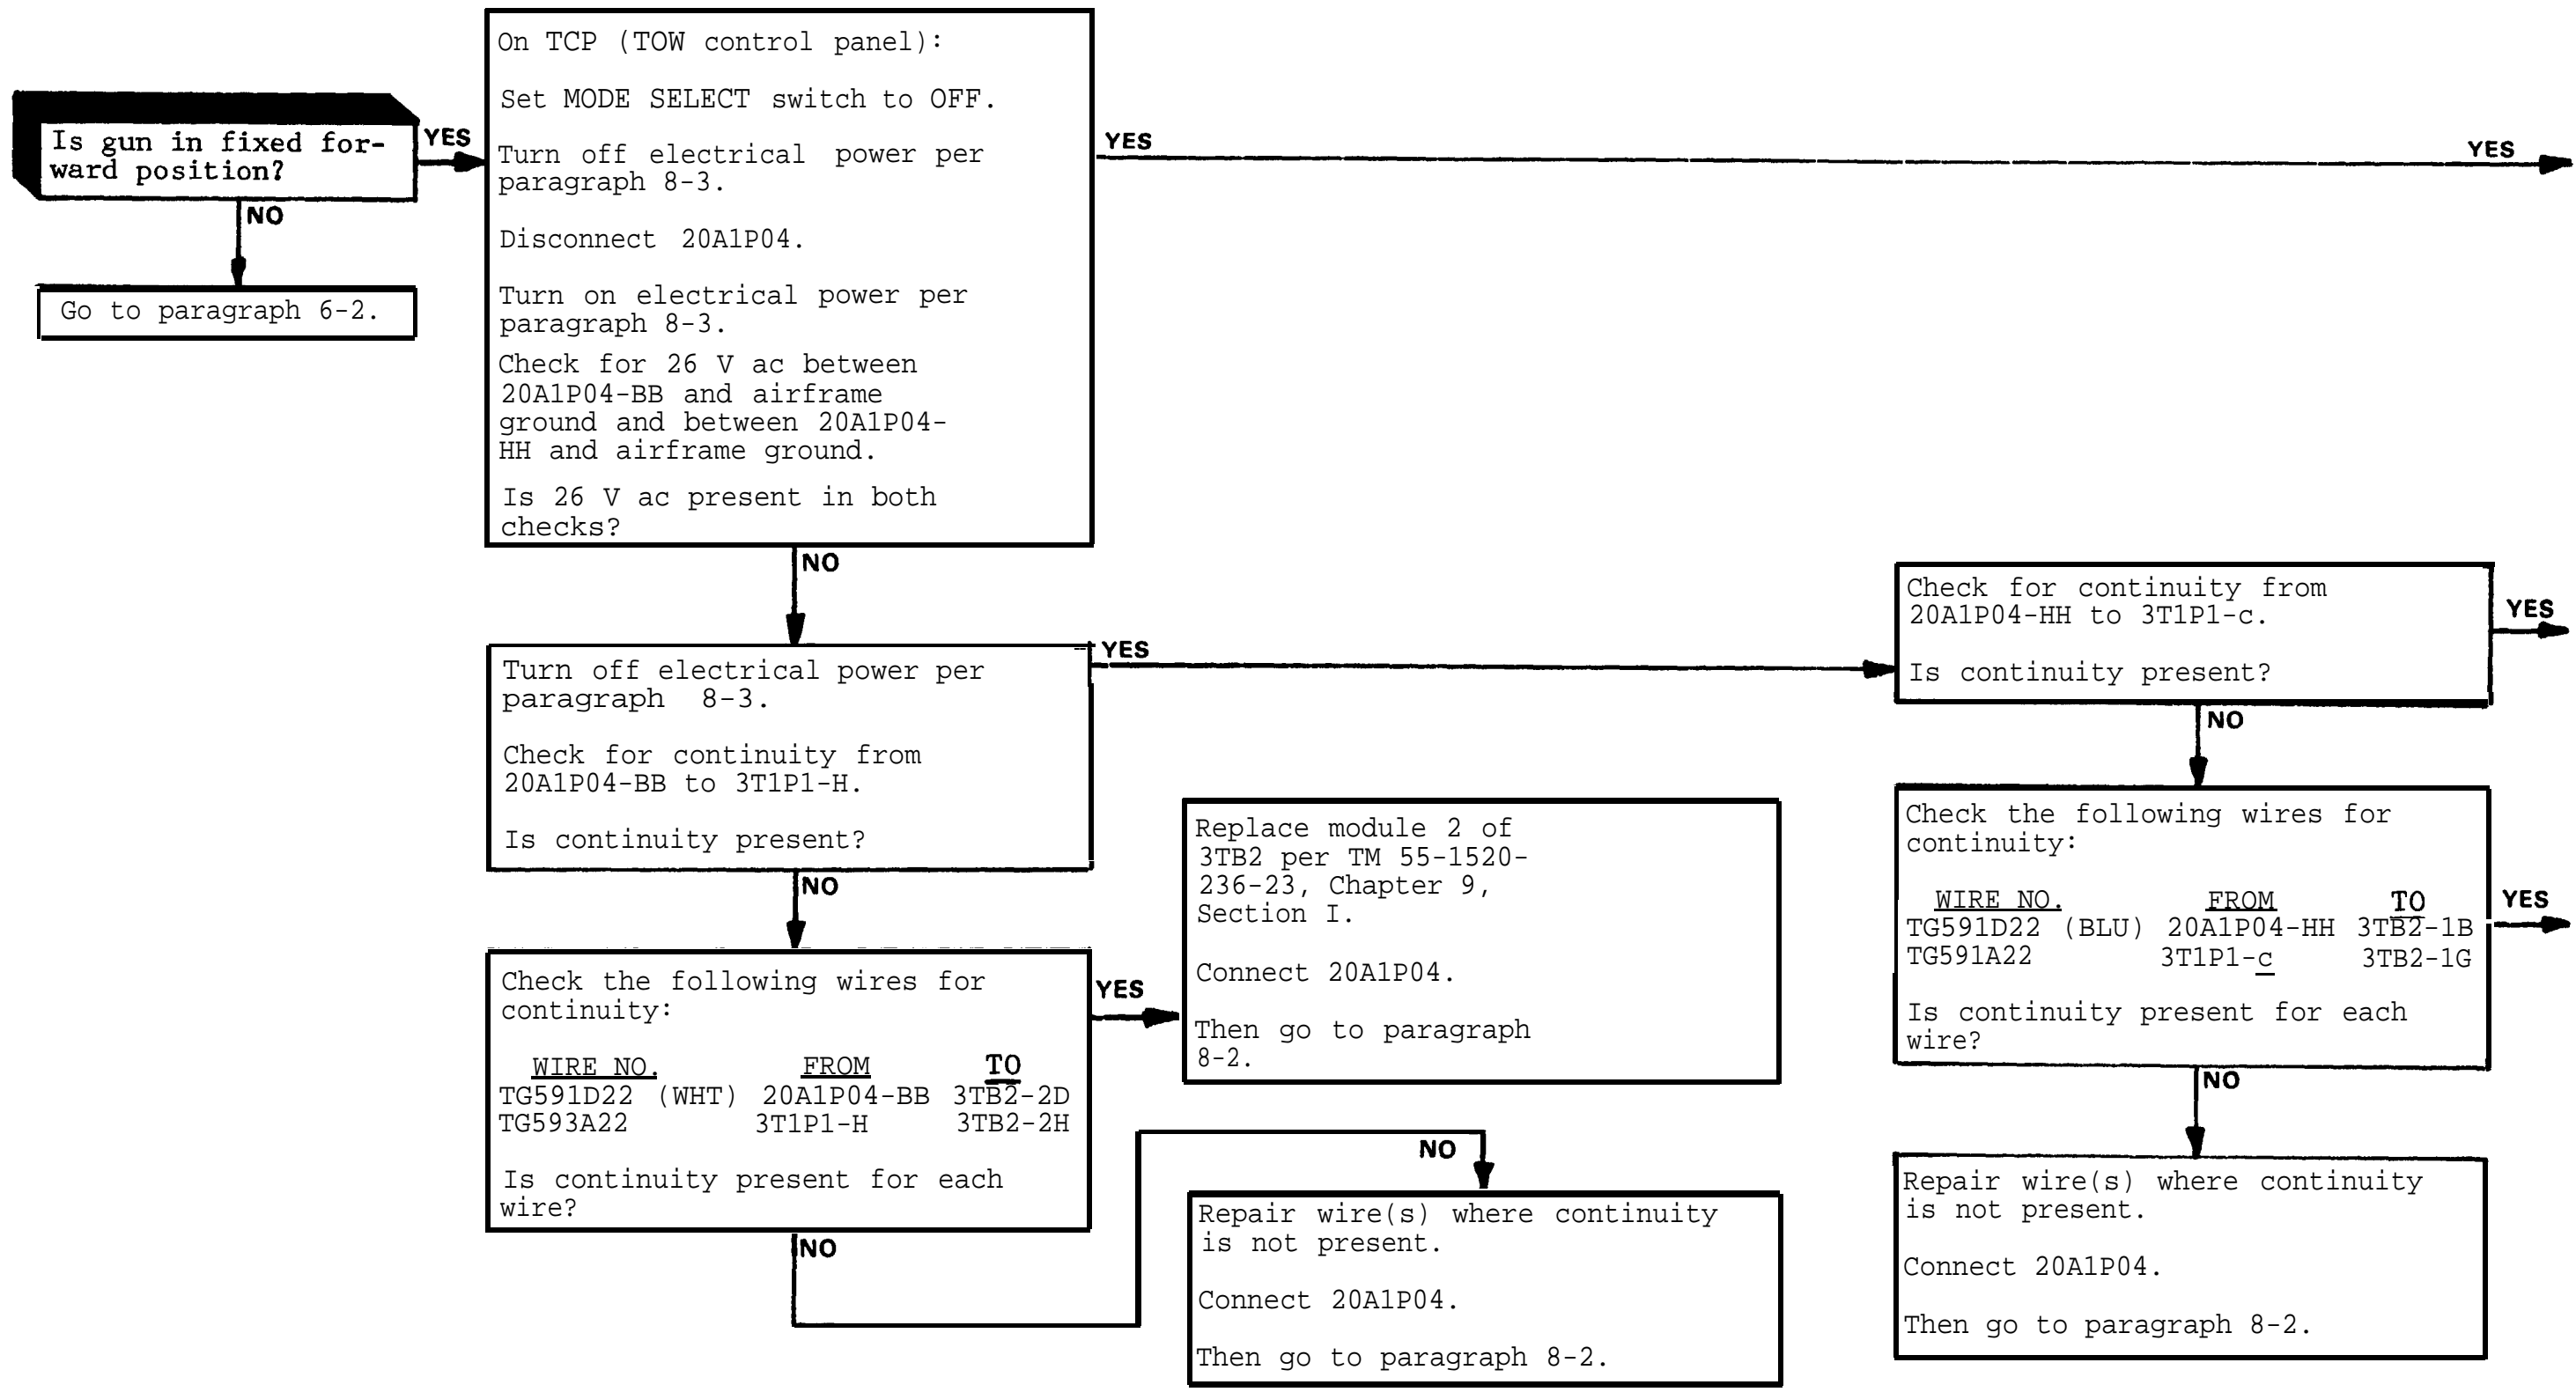 Is gun in fixed for-
ward position?
YES
NO
Go to paragraph 6-2.
On TCP (TOW control panel):
Set MODE SELECT switch to OFF.
Turn off electrical power per
paragraph 8-3.
Disconnect 20A1P04.
Turn on electrical power per
paragraph 8-3.
Check for 26 V ac between
20A1P04-BB and airframe
ground and between 20A1P04-
HH and airframe ground.
Is 26 V ac present in both
checks?
YES
YES
NO
Turn off electrical power per
paragraph 8-3.
Check for continuity from
20A1P04-BB to 3T1P1-H.
Is continuity present?
YES
NO
Check the following wires for
continuity:
WIRE NO. FROM TO
TG591D22 (WHT) 20A1P04-BB 3TB2-2D
TG593A22 3T1P1-H 3TB2-2H
Is continuity present for each
wire?
YES
NO
Replace module 2 of
3TB2 per TM 55-1520-
236-23, Chapter 9,
Section I.
Connect 20A1P04.
Then go to paragraph
8-2.
NO
Repair wire(s) where continuity
is not present.
Connect 20A1P04.
Then go to paragraph 8-2.
Check for continuity from
20A1P04-HH to 3T1P1-c.
Is continuity present?
YES
NO
Check the following wires for
continuity:
WIRE NO. FROM TO
TG591D22 (BLU) 20A1P04-HH 3TB2-1B
TG591A22 3T1P1-c 3TB2-1G
Is continuity present for each
wire?
YES
NO
Repair wire(s) where continuity
is not present.
Connect 20A1P04.
Then go to paragraph 8-2.